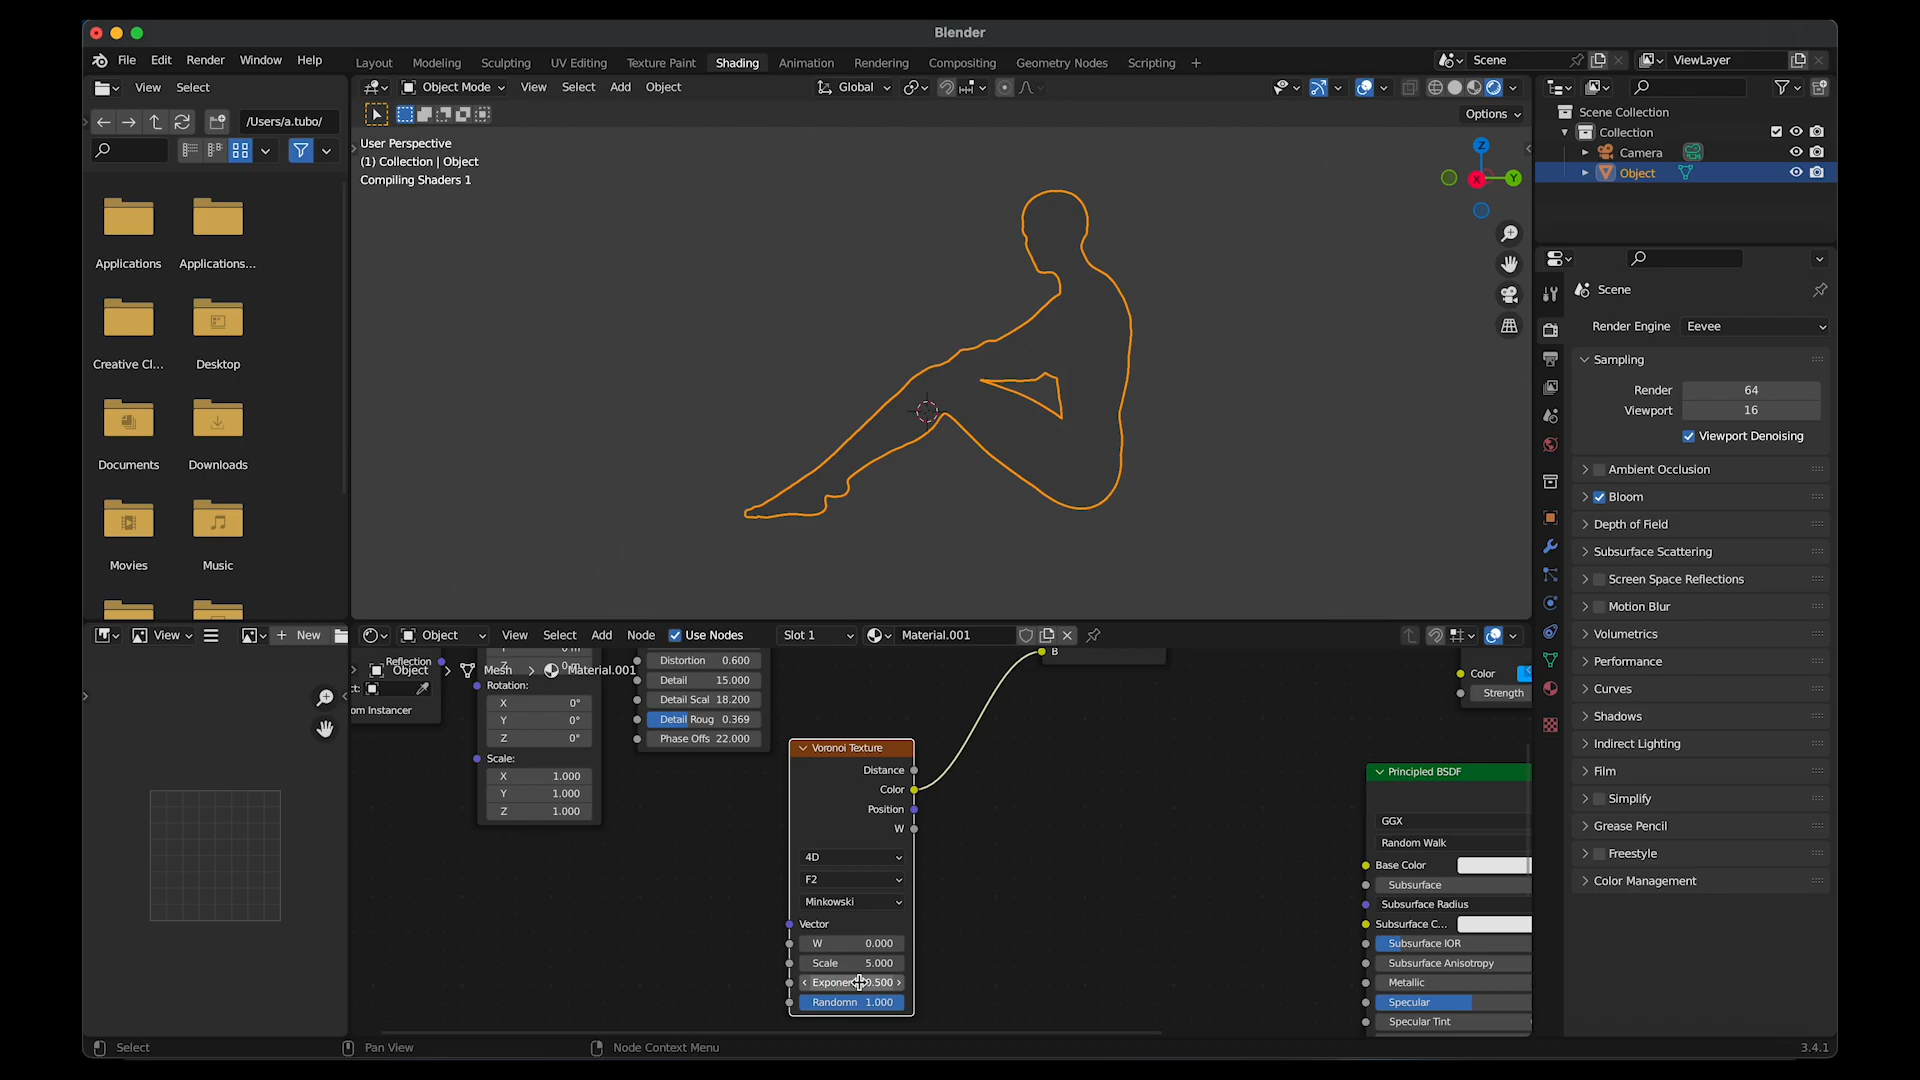 Blender
File Edit Render Window Help
Layout Modeling Sculpting UV Editing Texture Paint Shading Animation Rendering Compositing Geometry Nodes Scripting +
Scene
ViewLayer
View Select
Object Mode View Select Add Object
Global
/Users/a.tubo/
Options
User Perspective
(1) Collection | Object
Compiling Shaders 1
Z
Y
X
Applications Applications...
Creative Cl... Desktop
Documents Downloads
Movies Music
Scene Collection
Collection
Camera
Object
Scene
Render Engine Eevee
Sampling
Render 64
Viewport 16
Viewport Denoising
Ambient Occlusion
Bloom
Depth of Field
Subsurface Scattering
Screen Space Reflections
Motion Blur
Volumetrics
Performance
Curves
Shadows
Indirect Lighting
Film
Simplify
Grease Pencil
Freestyle
Color Management
View
+ New
Object View Select Add Node Use Nodes Slot 1 Material.001
Object > Mesh > Material.001
Reflection
om Instancer
Rotation:
X 0°
Y 0°
Z 0°
Scale:
X 1.000
Y 1.000
Z 1.000
Distortion 0.600
Detail 15.000
Detail Scal 18.200
Detail Roug 0.369
Phase Offs 22.000
Voronoi Texture
Distance
Color
Position
W
4D
F2
Minkowski
Vector
W 0.000
Scale 5.000
Exponen 0.500
Randomn 1.000
B
Color
Strength
Principled BSDF
GGX
Random Walk
Base Color
Subsurface
Subsurface Radius
Subsurface C...
Subsurface IOR
Subsurface Anisotropy
Metallic
Specular
Specular Tint
Select
Pan View
Node Context Menu
3.4.1